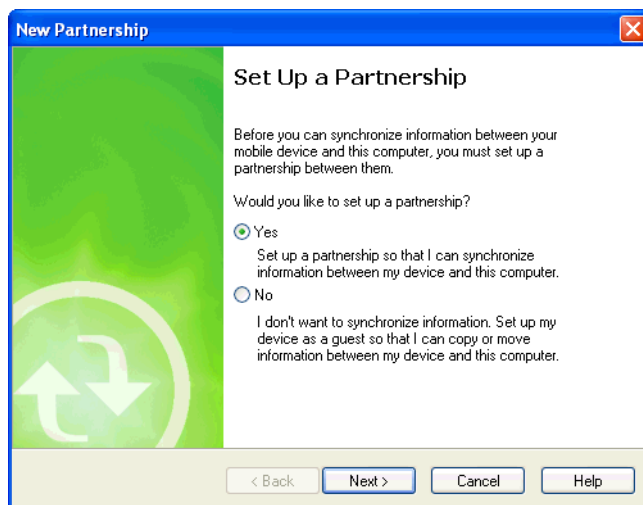 New Partnership
Set Up a Partnership
Before you can synchronize information between your
mobile device and this computer, you must set up a
partnership between them.
Would you like to set up a partnership?
Yes
Set up a partnership so that I can synchronize
information between my device and this computer.
No
I don't want to synchronize information. Set up my
device as a guest so that I can copy or move
information between my device and this computer.
< Back Next > Cancel Help